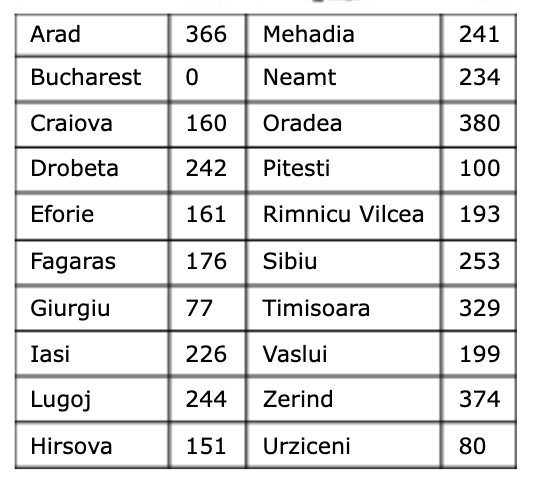 Arad 366 Mehadia 241
Bucharest 0 Neamt 234
Craiova 160 Oradea 380
Drobeta 242 Pitesti 100
Eforie 161 Rimnicu Vilcea 193
Fagaras 176 Sibiu 253
Giurgiu 77 Timisoara 329
Iasi 226 Vaslui 199
Lugoj 244 Zerind 374
Hirsova 151 Urziceni 80